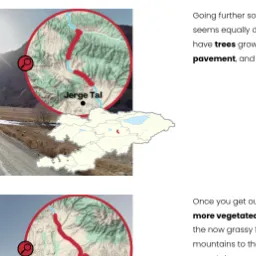 Going further so
seems equally d
have trees grow
pavement, and
Jerge Tal
Once you get ou
more vegetated
the now grassy
mountains to the